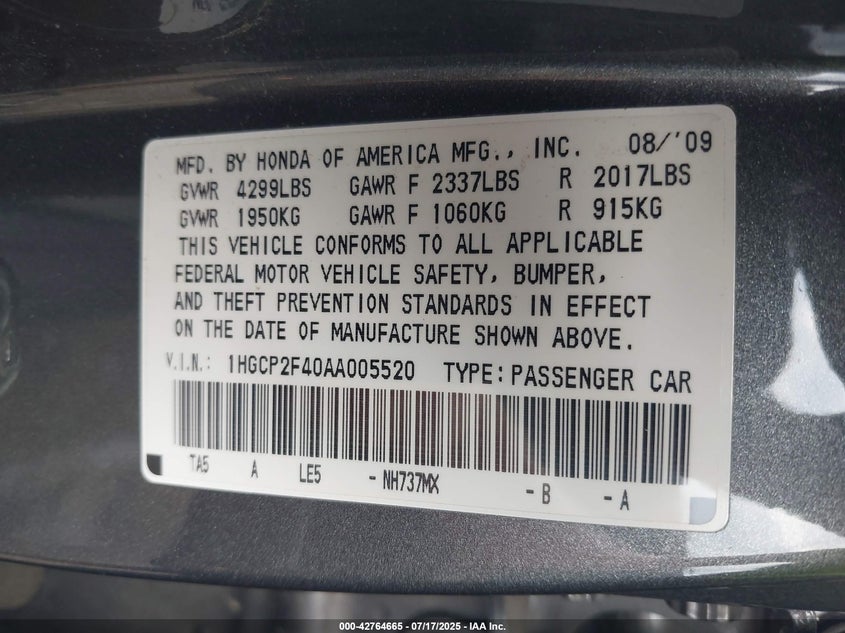 MFD. BY HONDA OF AMERICA MFG., INC. 08/'09
GVWR 4299LBS GAWR F 2337LBS R 2017LBS
GVWR 1950KG GAWR F 1060KG R 915KG
THIS VEHICLE CONFORMS TO ALL APPLICABLE
FEDERAL MOTOR VEHICLE SAFETY, BUMPER,
AND THEFT PREVENTION STANDARDS IN EFFECT
ON THE DATE OF MANUFACTURE SHOWN ABOVE.
V.I.N.: 1HGCP2F40AA005520 TYPE: PASSENGER CAR
TA5 A LE5 - NH737MX - B - A
000-42764665 - 07/17/2025 - IAA Inc.